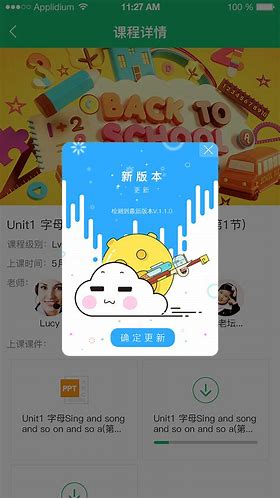 Applidium
11:27 AM
100 %
课程详情
1+2
BACK TO
SCHOOL
新版本
更新
检测到最新版本V.1.1.0
确定更新
Unit1 字母
第1节)
课程级别: Lv
上课时间: 5月
老师:
Lucy
老坛...
上课课件:
PPT
Unit1 字母Sing and song and so on and so a(第...
Unit1 字母Sing and song and so on and so a(第...